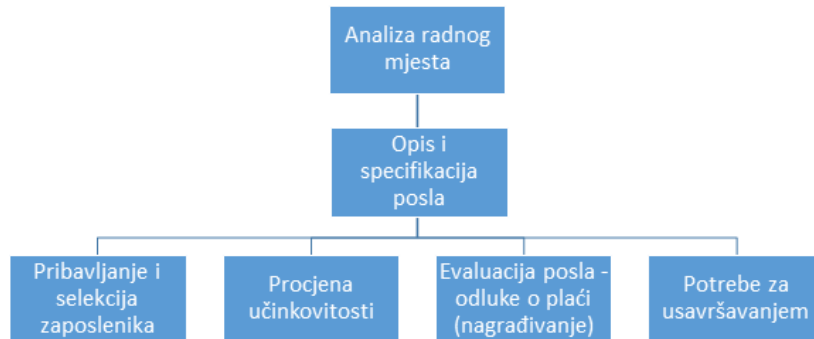 Analiza radnog
mjesta
Opis i
specifikacija
posla
Pribavljanje i
selekcija
zaposlenika
Procjena
učinkovitosti
Evaluacija posla -
odluke o plaći
(nagrađivanje)
Potrebe za
usavršavanjem